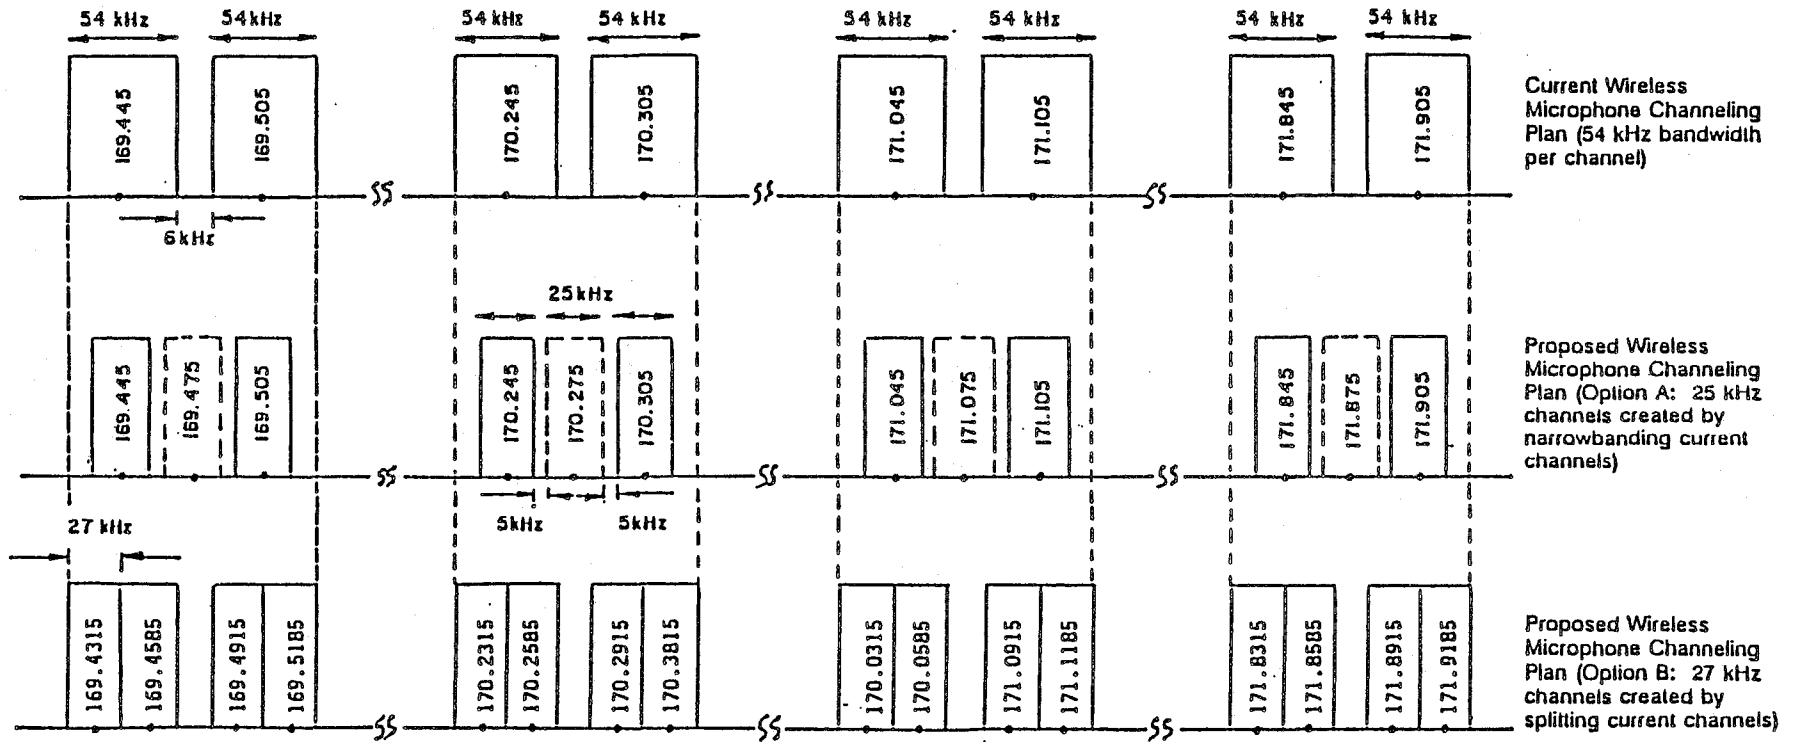 54 kHz 54 kHz 54 kHz 54 kHz 54 kHz 54 kHz 54 kHz 54 kHz
169.445 169.505 170.245 170.305 171.045 171.105 171.845 171.905
Current Wireless
Microphone Channeling
Plan (54 kHz bandwidth
per channel)
6 kHz
25 kHz
169.445 169.475 169.505 170.245 170.275 170.305 171.045 171.075 171.105 171.845 171.875 171.905
Proposed Wireless
Microphone Channeling
Plan (Option A: 25 kHz
channels created by
narrowbanding current
channels)
5kHz 5kHz
27 kHz
169.4315 169.4585 169.4915 169.5185 170.2315 170.2585 170.2915 170.3815 170.0315 170.0585 171.0915 171.1185 171.8315 171.8585 171.8915 171.9185
Proposed Wireless
Microphone Channeling
Plan (Option B: 27 kHz
channels created by
splitting current channels)